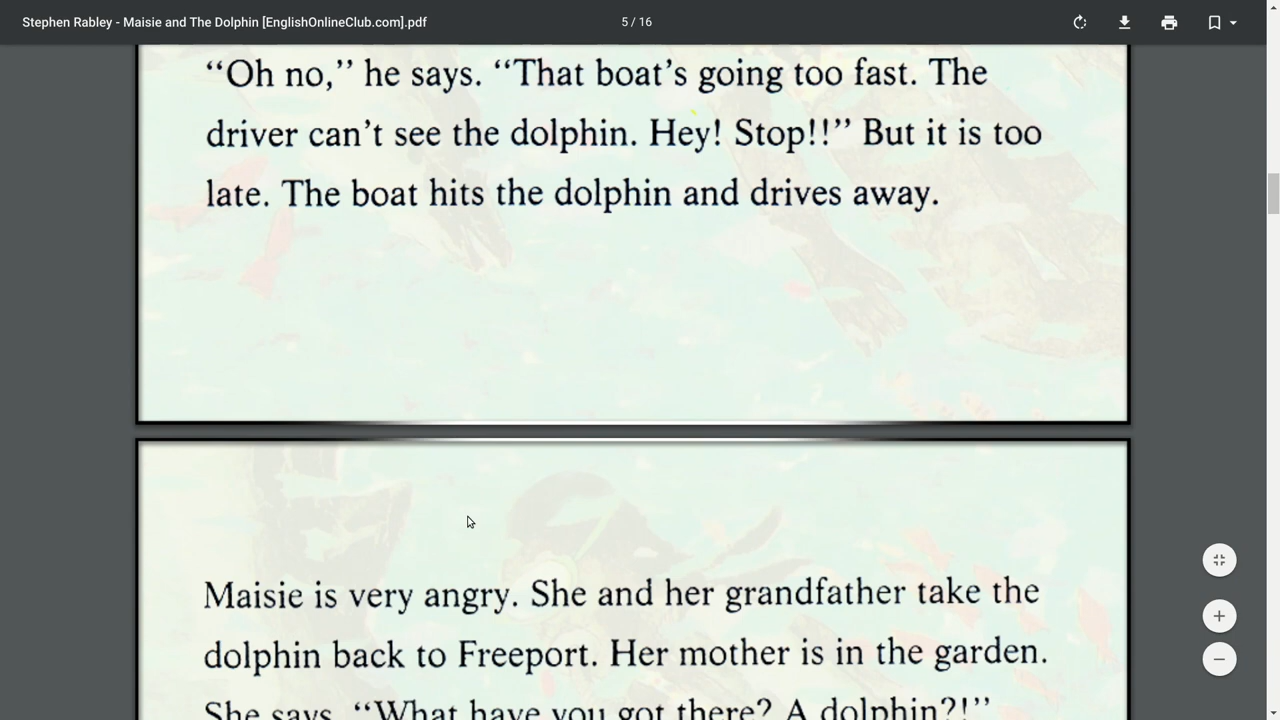 Stephen Rabley - Maisie and The Dolphin [EnglishOnlineClub.com].pdf
5 / 16
“Oh no,” he says. “That boat’s going too fast. The
driver can’t see the dolphin. Hey! Stop!!” But it is too
late. The boat hits the dolphin and drives away.
Maisie is very angry. She and her grandfather take the
dolphin back to Freeport. Her mother is in the garden.
She says, “What have you got there? A dolphin?!”